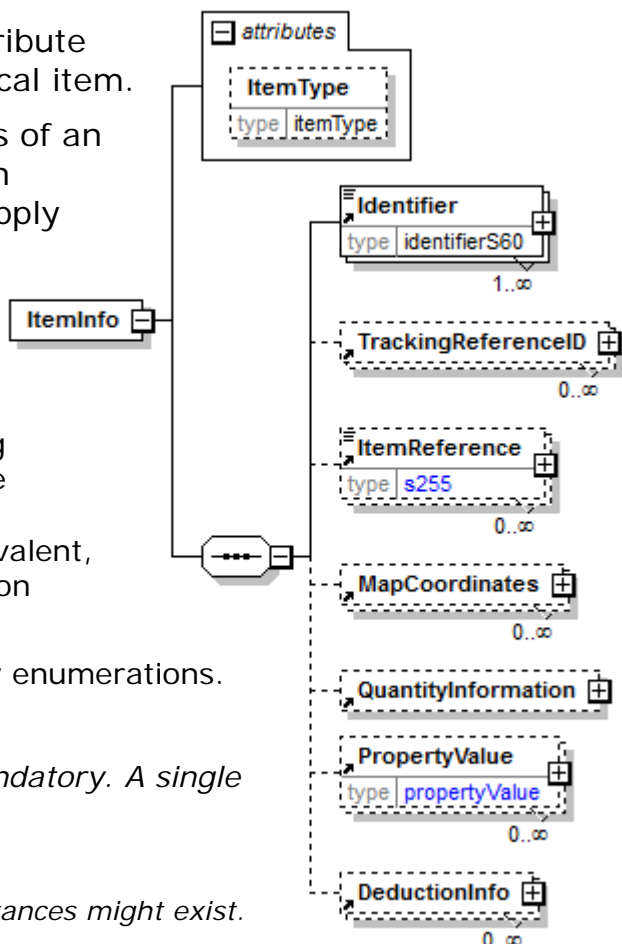 ribute
cal item.
s of an
n
pply
g
e
valent,
on
v enumerations.
ndatory. A single
tances might exist.
attributes
ItemType
type itemType
ItemInfo
Identifier
type identifierS60
1..∞
TrackingReferenceID
0..∞
ItemReference
type s255
0..∞
MapCoordinates
0..∞
QuantityInformation
PropertyValue
type propertyValue
0..∞
DeductionInfo
0..∞